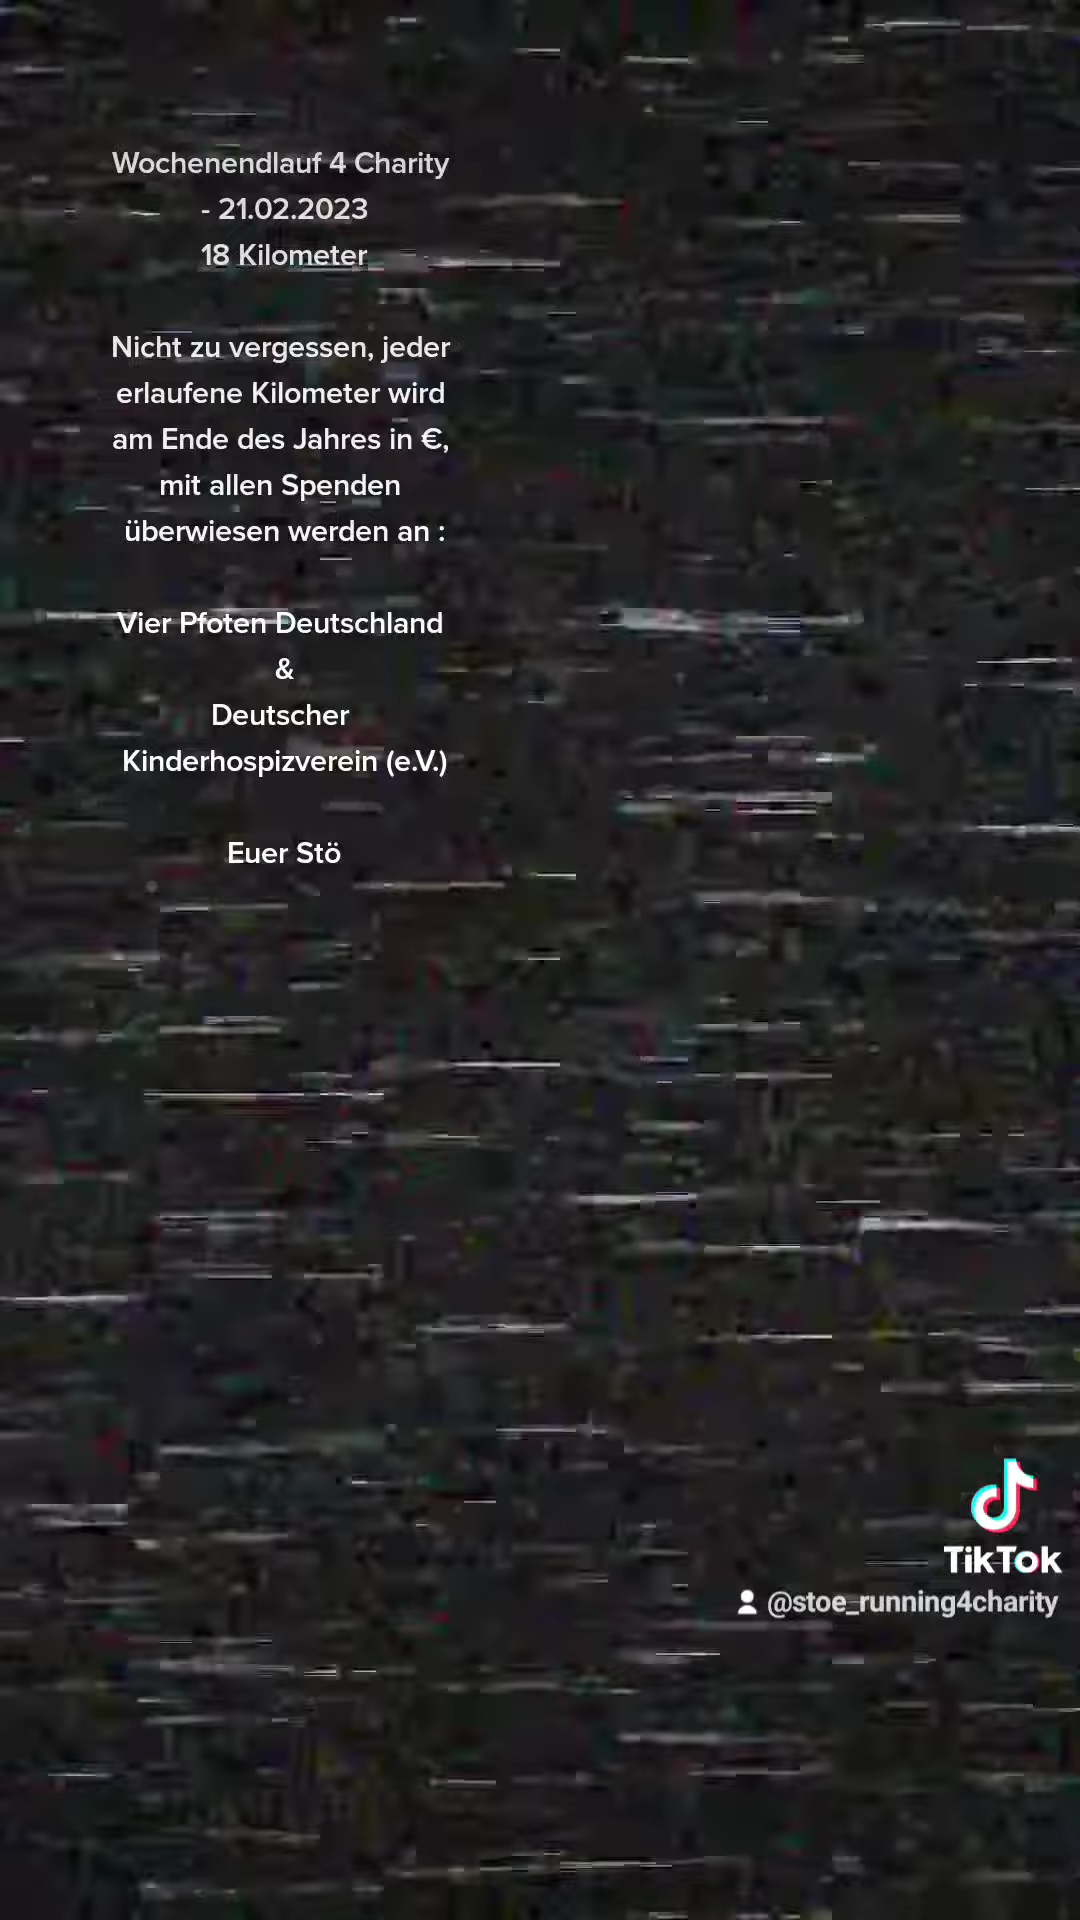 Wochenendlauf 4 Charity
- 21.02.2023
18 Kilometer
Nicht zu vergessen, jeder
erlaufene Kilometer wird
am Ende des Jahres in €,
mit allen Spenden
überwiesen werden an :
Vier Pfoten Deutschland
&
Deutscher
Kinderhospizverein (e.V.)
Euer Stö
TikTok
@stoe_running4charity